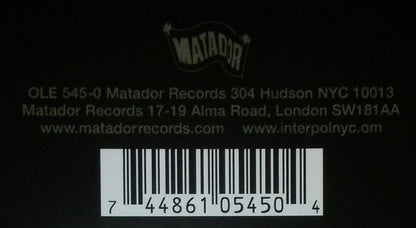 MATADOR
OLE 545-0 Matador Records 304 Hudson NYC 10013
Matador Records 17-19 Alma Road, London SW181AA
www.matadorrecords.com www.interpolnyc.om
7 44861 05450 4